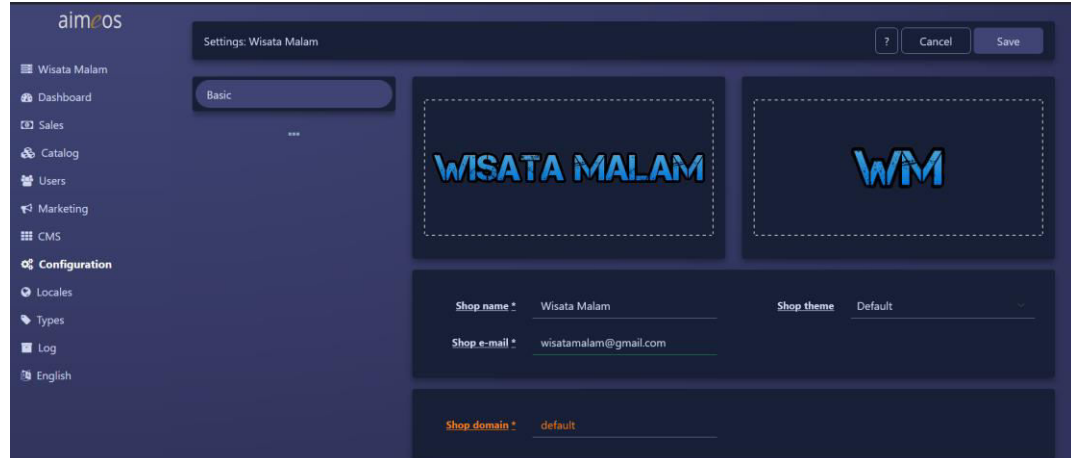 aimeos
Settings: Wisata Malam
?
Cancel
Save
Wisata Malam
Dashboard
Sales
Catalog
Users
Marketing
CMS
Configuration
Locales
Types
Log
English
Basic
WISATA MALAM
WM
Shop name *
Wisata Malam
Shop theme
Default
Shop e-mail *
wisatamalam@gmail.com
Shop domain *
default